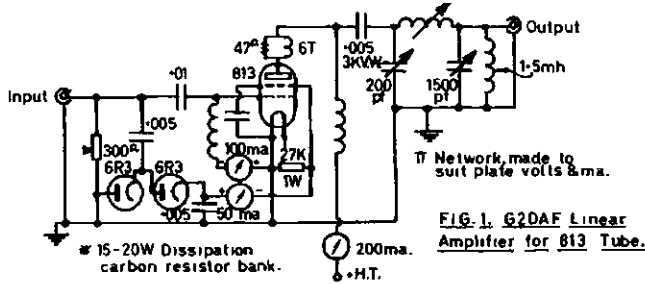 47Ω
6T
813
·005
3KV.W
200
pf
1500
pf
Output
1·5mh
Input
·01
·005
300Ω
*
6R3
6R3
100ma
+
27K
1W
+
-
·005
50 ma
π Network, made to
suit plate volts & ma.
* 15-20W Dissipation
carbon resistor bank.
200ma.
+H.T.
FIG. 1. G2DAF Linear
Amplifier for 813 Tube.